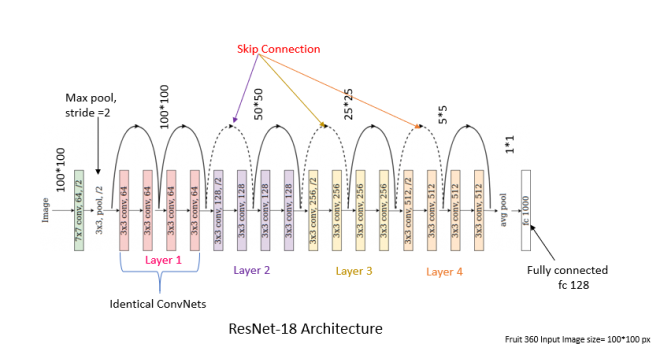 Skip Connection
Max pool,
stride =2
100*100
100*100
50*50
25*25
5*5
1*1
Image
7x7 conv, 64, /2
3x3, pool, /2
3x3 conv, 64
3x3 conv, 64
3x3 conv, 64
3x3 conv, 64
3x3 conv, 128, /2
3x3 conv, 128
3x3 conv, 128
3x3 conv, 128
3x3 conv, 256, /2
3x3 conv, 256
3x3 conv, 256
3x3 conv, 256
3x3 conv, 512, /2
3x3 conv, 512
3x3 conv, 512
3x3 conv, 512
avg pool
fc 1000
Layer 1
Layer 2
Layer 3
Layer 4
Fully connected
fc 128
Identical ConvNets
ResNet-18 Architecture
Fruit 360 Input Image size= 100*100 px